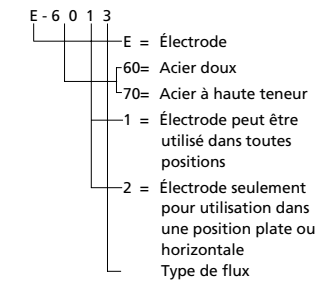 E - 6 0 1 3
E = Électrode
60= Acier doux
70= Acier à haute teneur
1 = Électrode peut être
utilisé dans toutes
positions
2 = Électrode seulement
pour utilisation dans
une position plate ou
horizontale
Type de flux